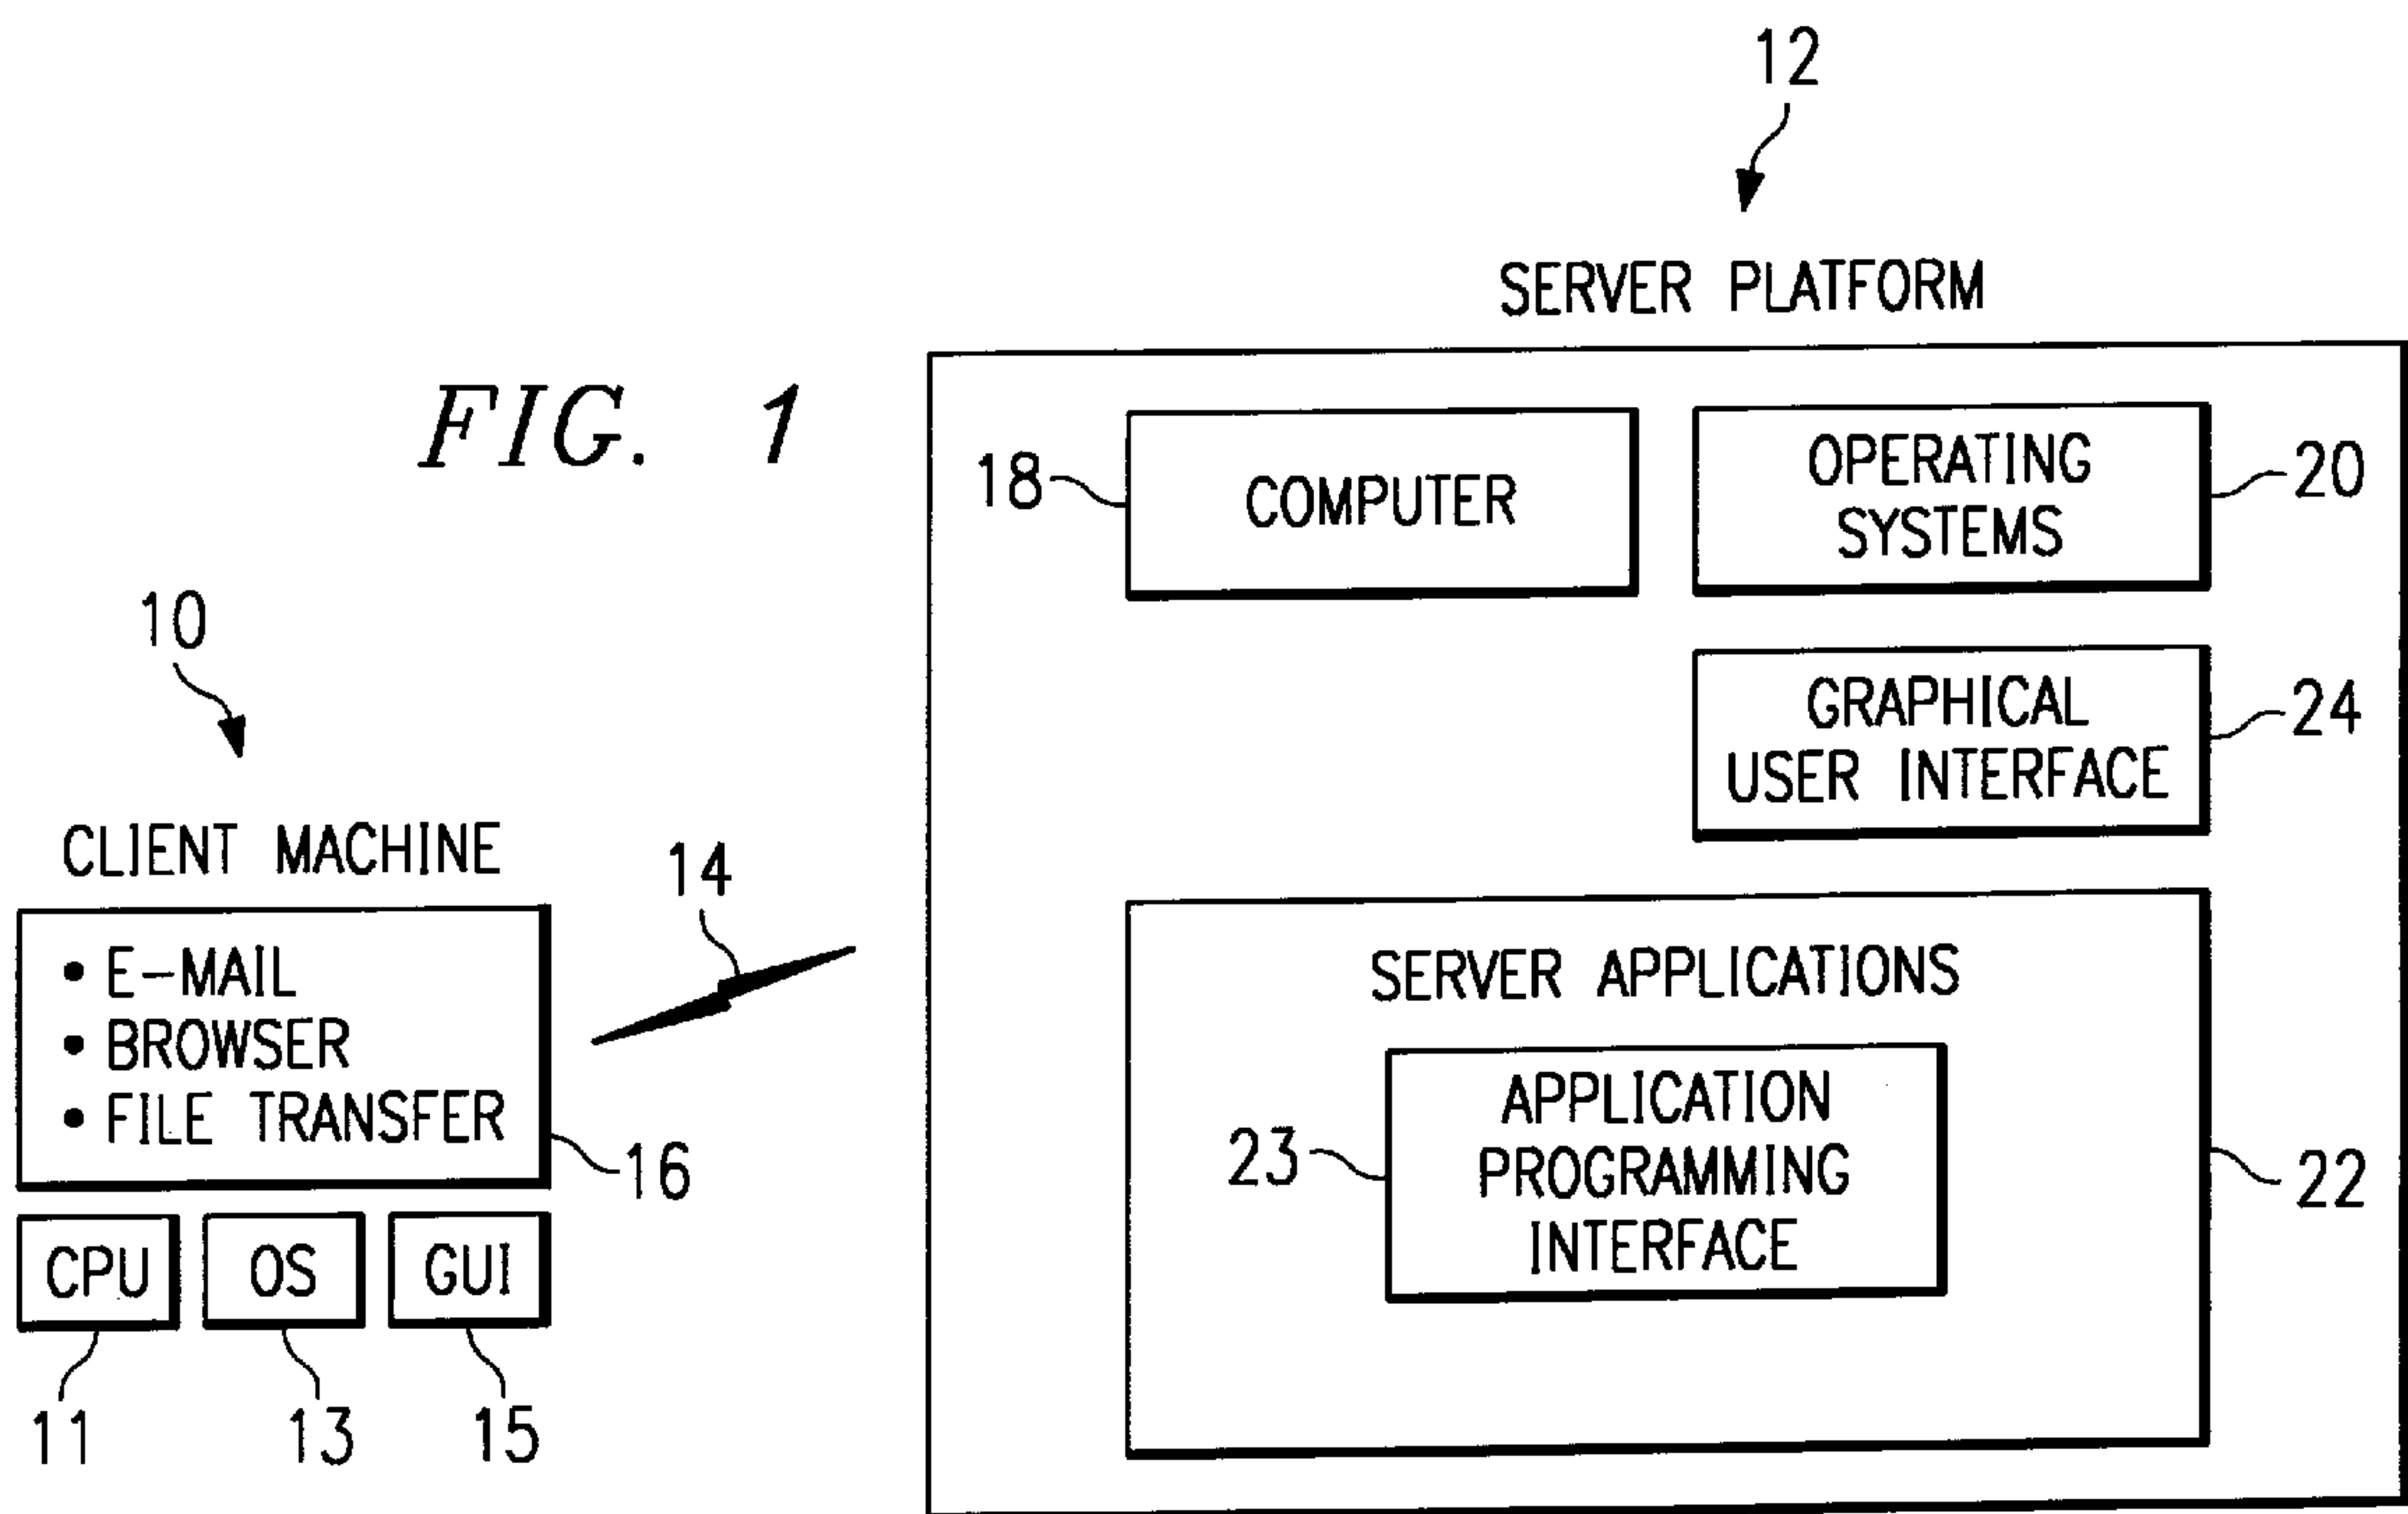 12
SERVER PLATFORM
FIG. 1
18
COMPUTER
OPERATING
SYSTEMS
20
GRAPHICAL
USER INTERFACE
24
10
CLIENT MACHINE
14
• E-MAIL
• BROWSER
• FILE TRANSFER
16
CPU
OS
GUI
11
13
15
SERVER APPLICATIONS
23
APPLICATION
PROGRAMMING
INTERFACE
22